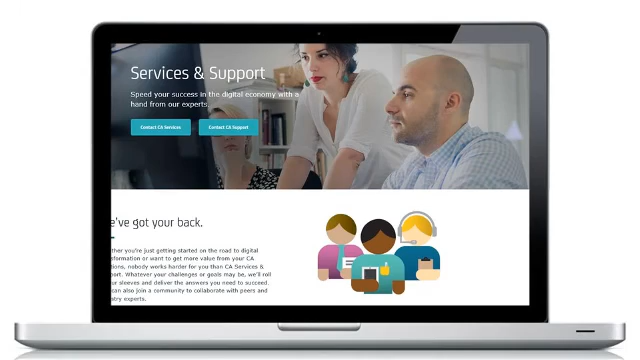 Services & Support
Speed your success in the digital economy with a
hand from our experts.
Contact CA Services
Contact CA Support
e've got your back.
ther you're just getting started on the road to digital
sformation or want to get more value from your CA
tions, nobody works harder for you than CA Services &
port. Whatever your challenges or goals may be, we'll roll
ur sleeves and deliver the answers you need to succeed.
can also join a community to collaborate with peers and
stry experts.